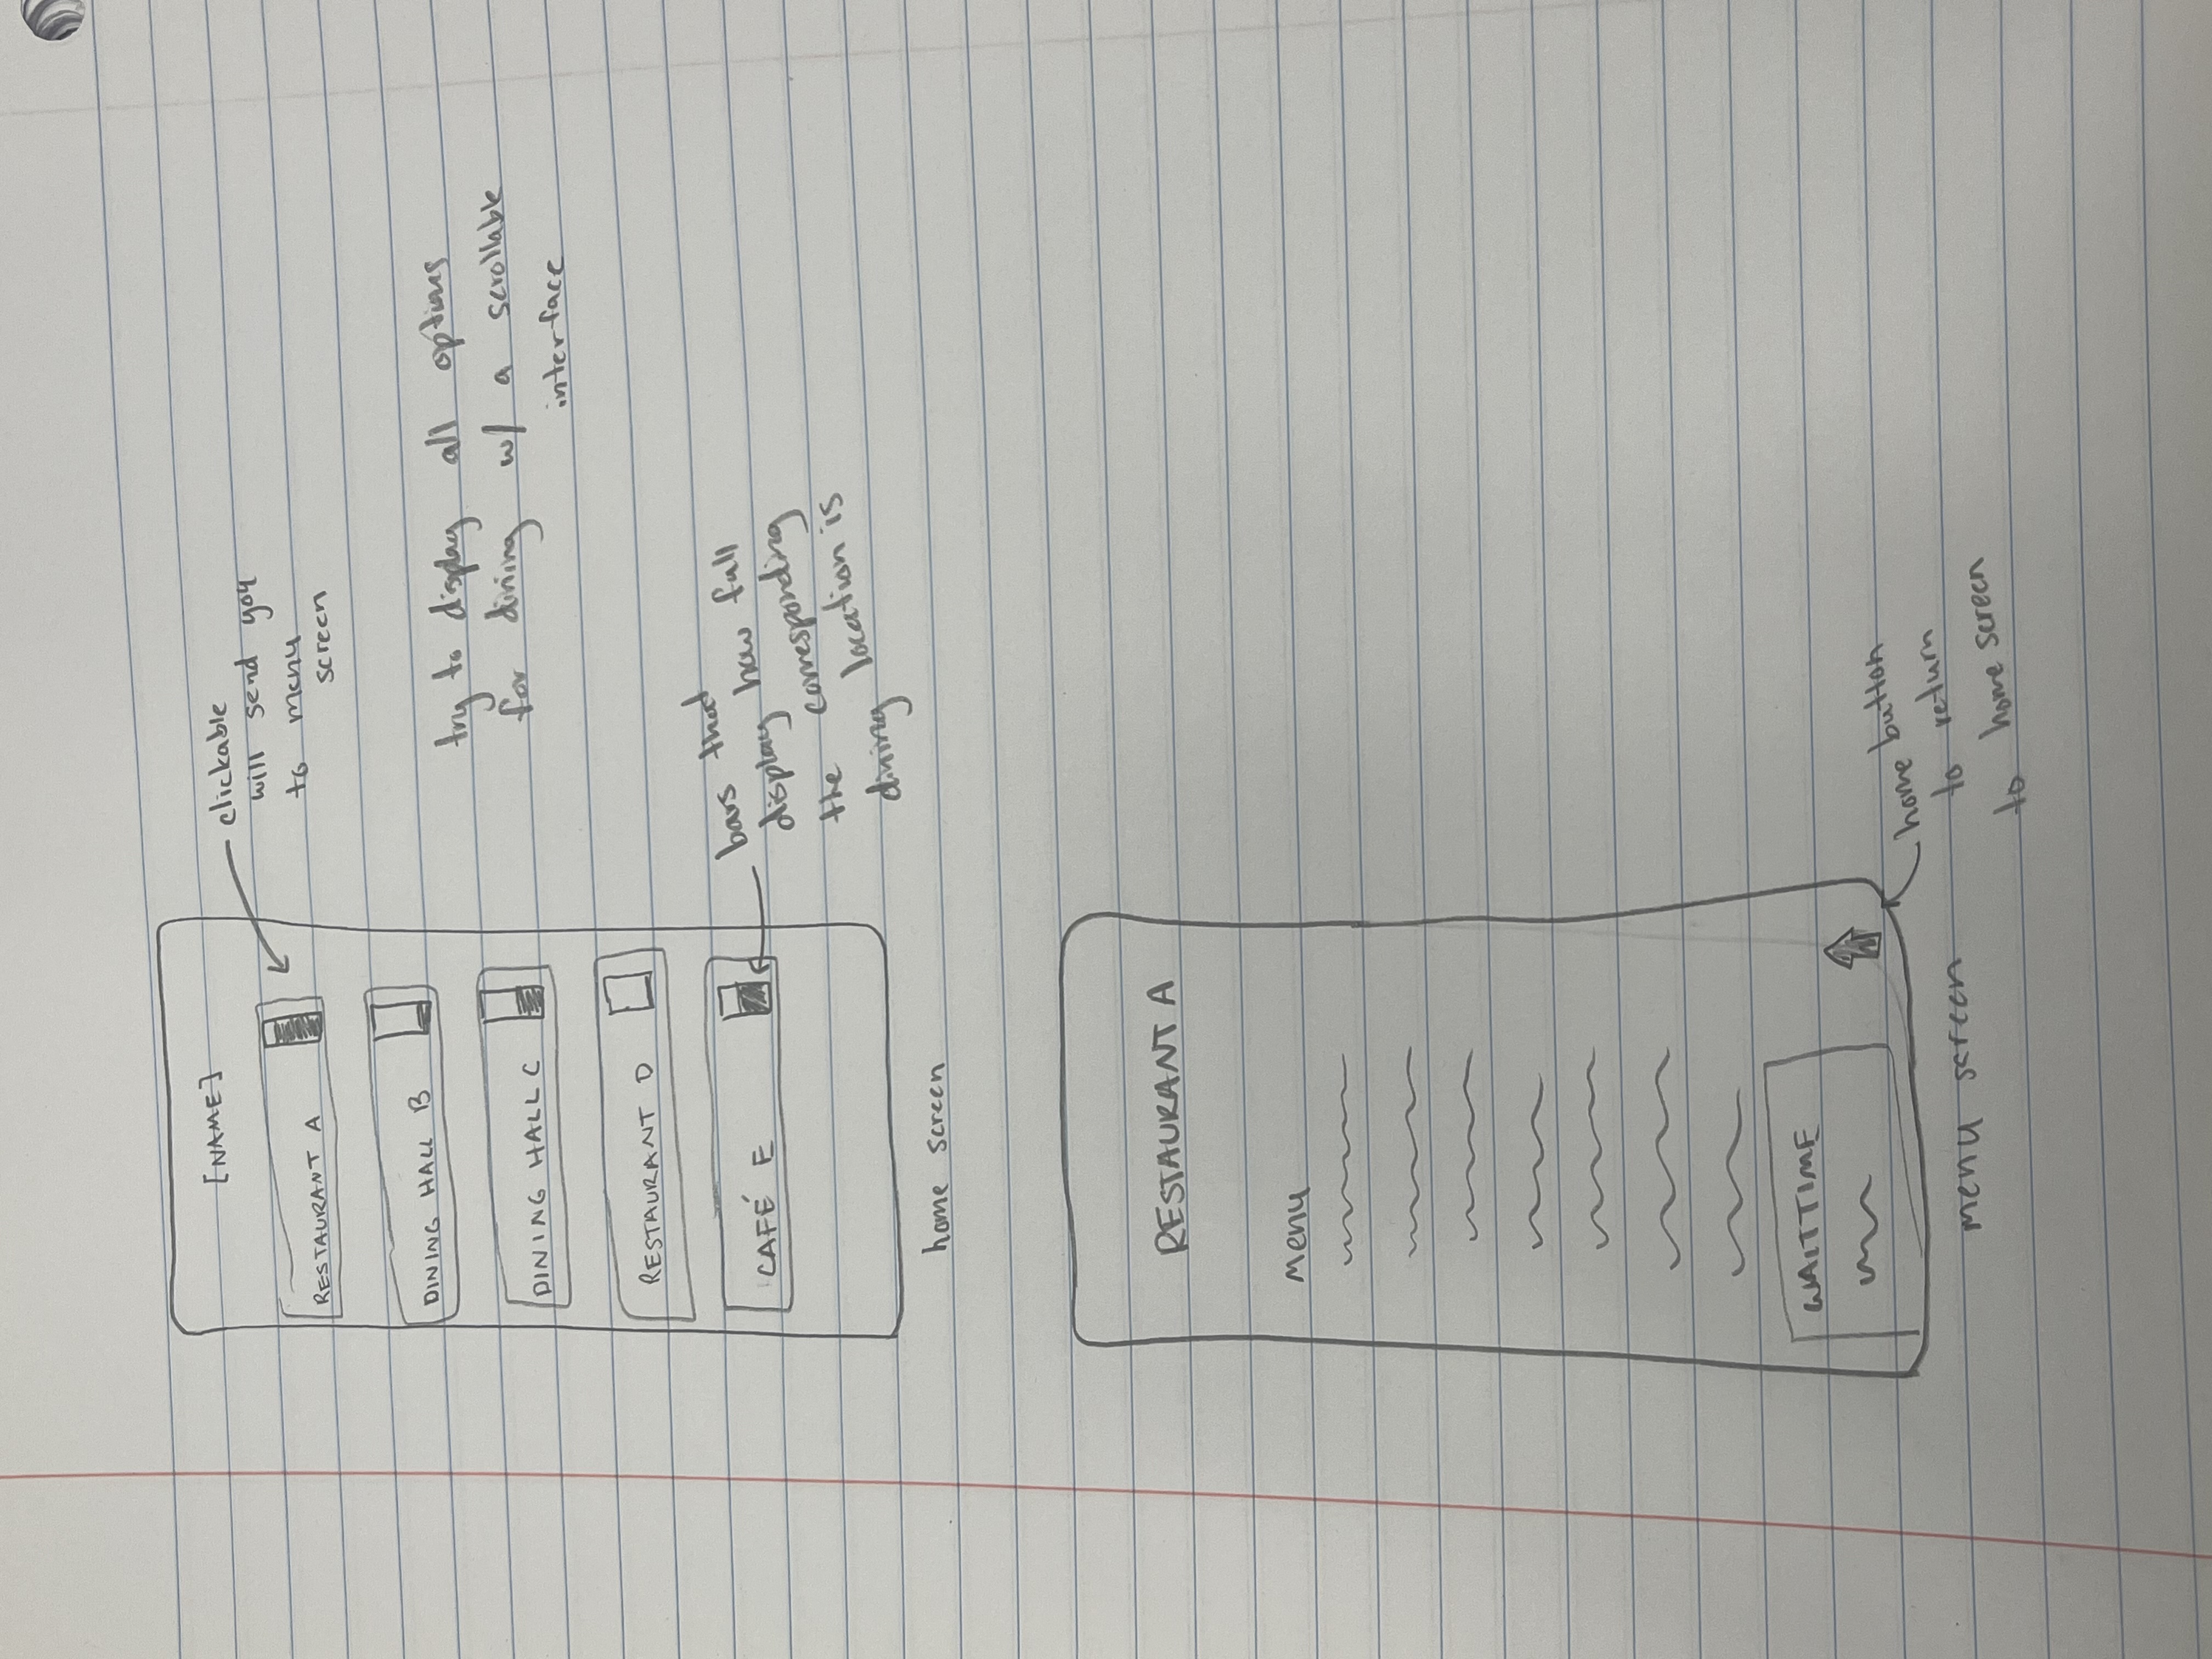 [NAME]
clickable
will send you
to menu
screen
RESTAURANT A
DINING HALL B
try to display all options
for dining w/ a scrollable
interface
DINING HALL C
RESTAURANT D
CAFÉ E
bars that
display how full
the corresponding
dining location is
home screen
RESTAURANT A
menu
WAITTIME
home button
to return
to home screen
menu screen